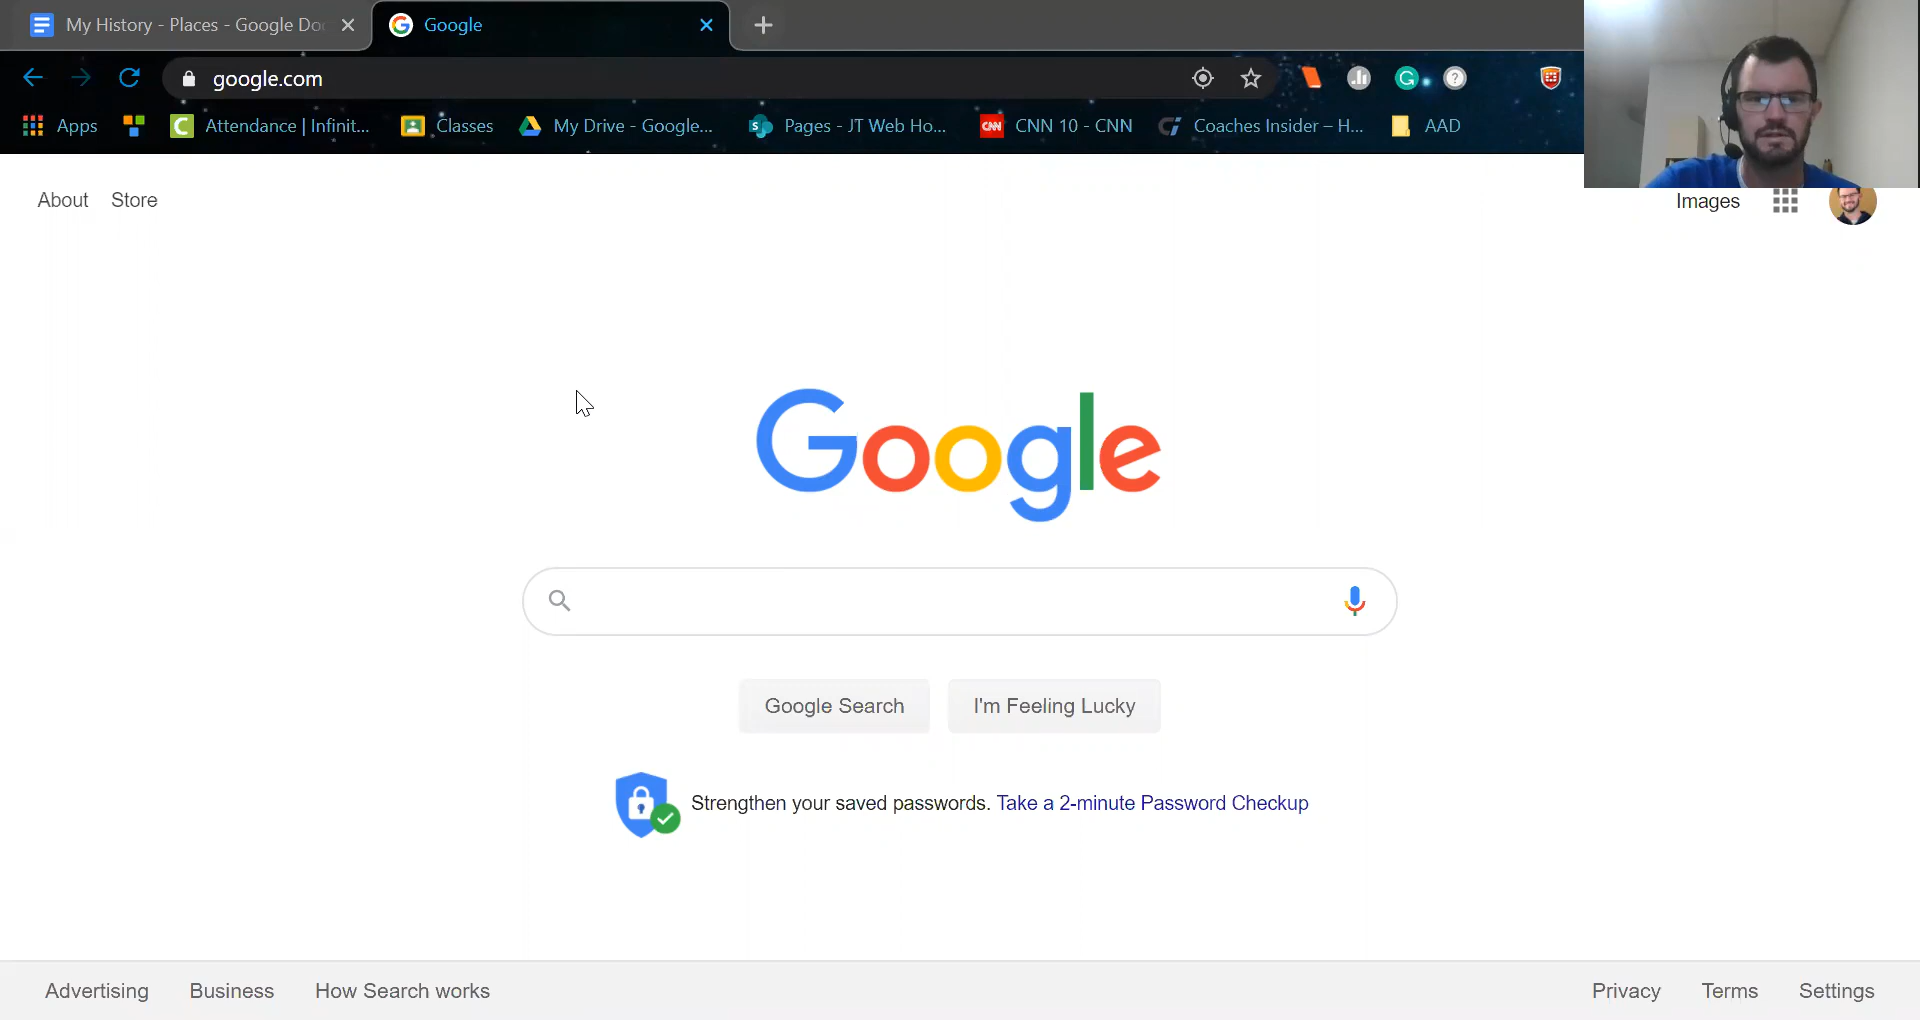 My History - Places - Google Do
Google
google.com
Apps
Attendance | Infinit...
Classes
My Drive - Google...
Pages - JT Web Ho...
CNN 10 - CNN
Coaches Insider – H...
AAD
About
Store
Images
Google
Google Search
I'm Feeling Lucky
Strengthen your saved passwords. Take a 2-minute Password Checkup
Advertising
Business
How Search works
Privacy
Terms
Settings